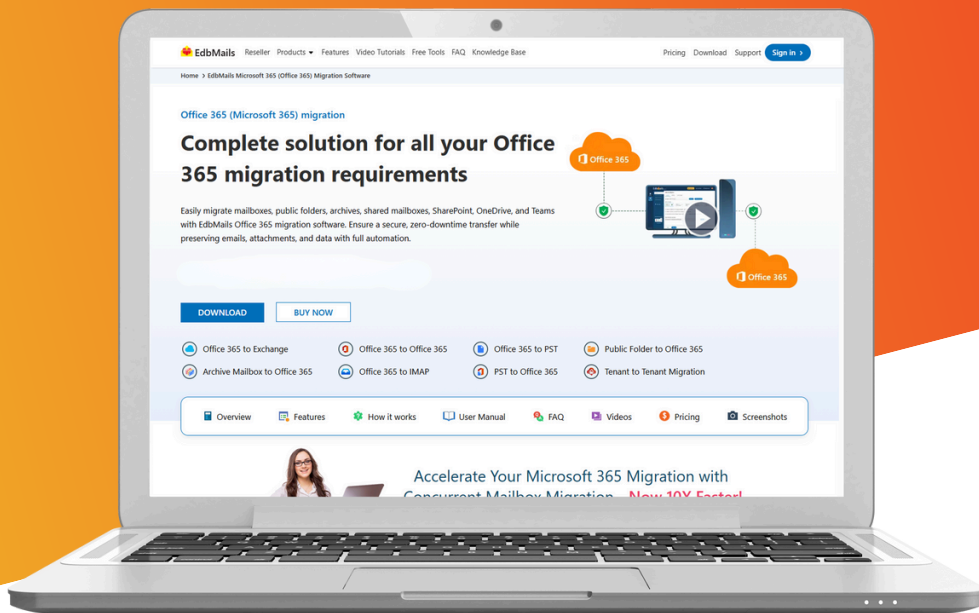 EdbMails Reseller Products Features Video Tutorials Free Tools FAQ Knowledge Base Pricing Download Support Sign in >
Home > EdbMails Microsoft 365 (Office 365) Migration Software
Office 365 (Microsoft 365) migration
Complete solution for all your Office
365 migration requirements
Easily migrate mailboxes, public folders, archives, shared mailboxes, SharePoint, OneDrive, and Teams
with EdbMails Office 365 migration software. Ensure a secure, zero-downtime transfer while
preserving emails, attachments, and data with full automation.
Office 365
Office 365
DOWNLOAD BUY NOW
Office 365 to Exchange Office 365 to Office 365 Office 365 to PST Public Folder to Office 365
Archive Mailbox to Office 365 Office 365 to IMAP PST to Office 365 Tenant to Tenant Migration
Overview Features How it works User Manual FAQ Videos Pricing Screenshots
Accelerate Your Microsoft 365 Migration with
Concurrent Mailbox Migration Now 10X Faster!